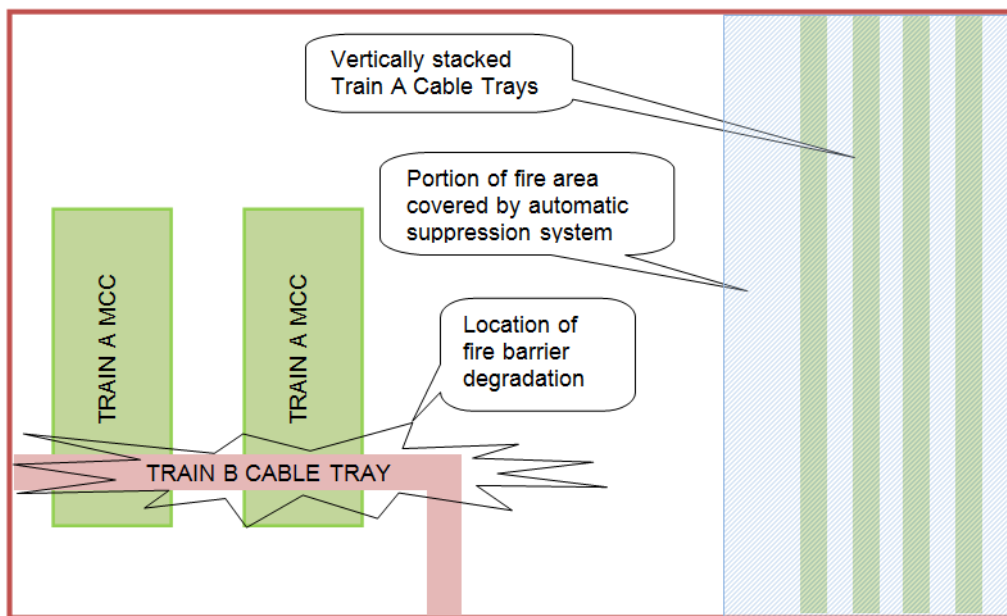 Vertically stacked
Train A Cable Trays
Portion of fire area
covered by automatic
suppression system
Location of
fire barrier
degradation
TRAIN A MCC
TRAIN A MCC
TRAIN B CABLE TRAY